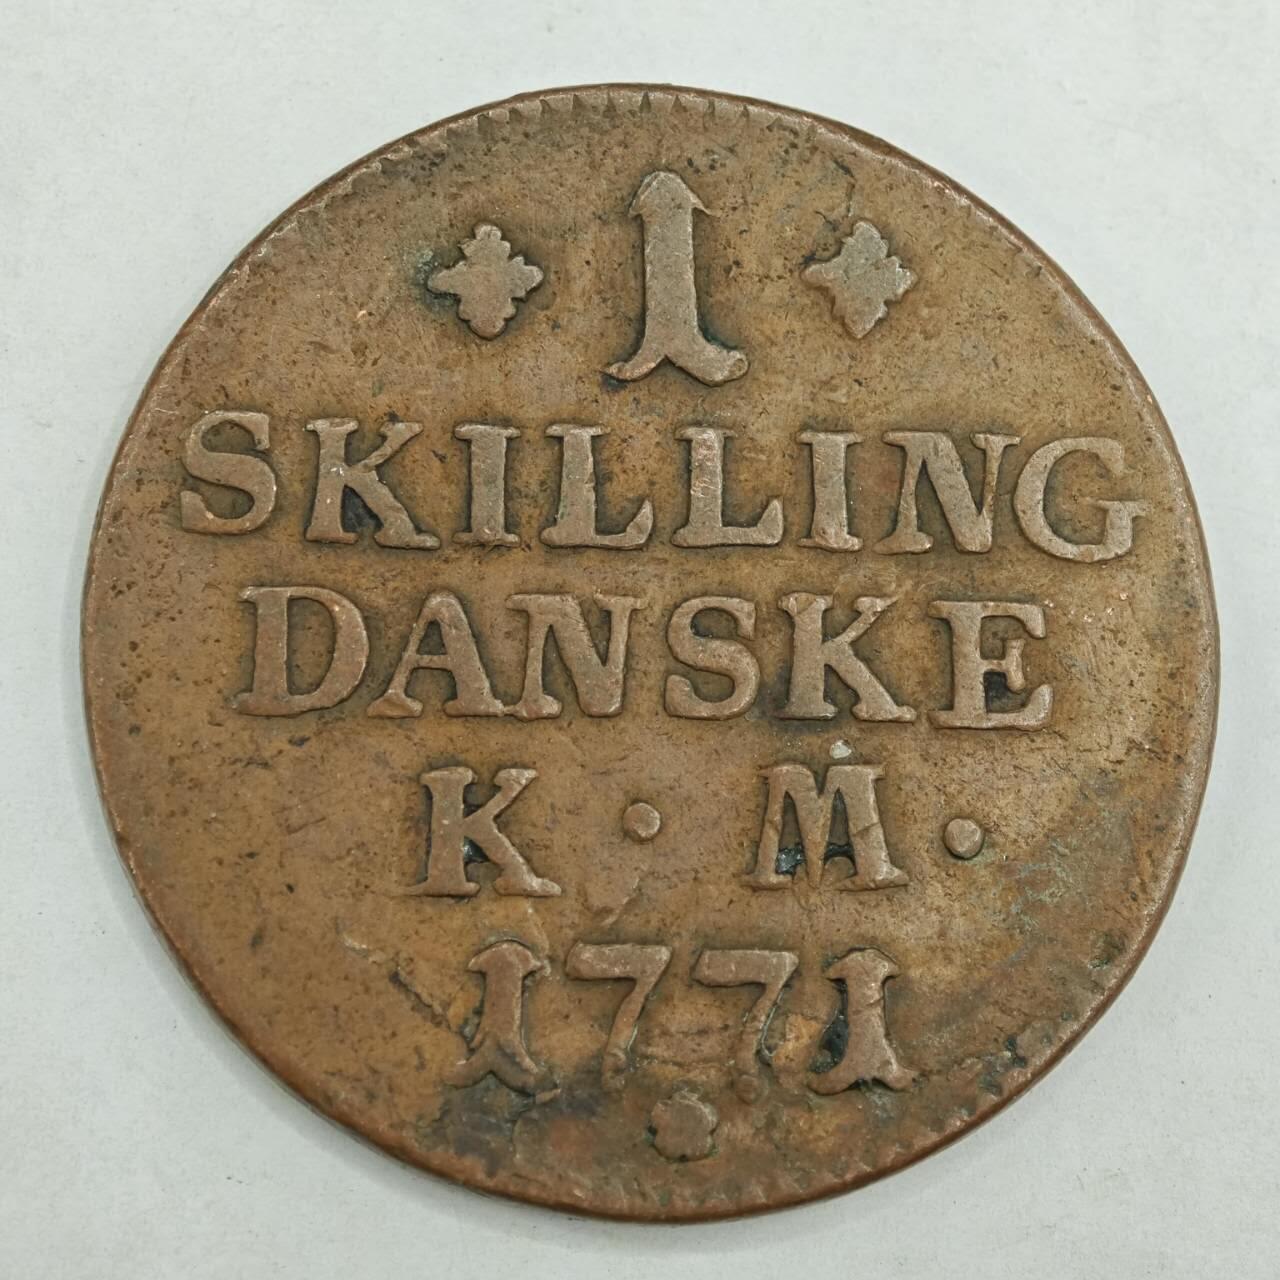 1
SKILLING
DANSKE
K · M ·
1771